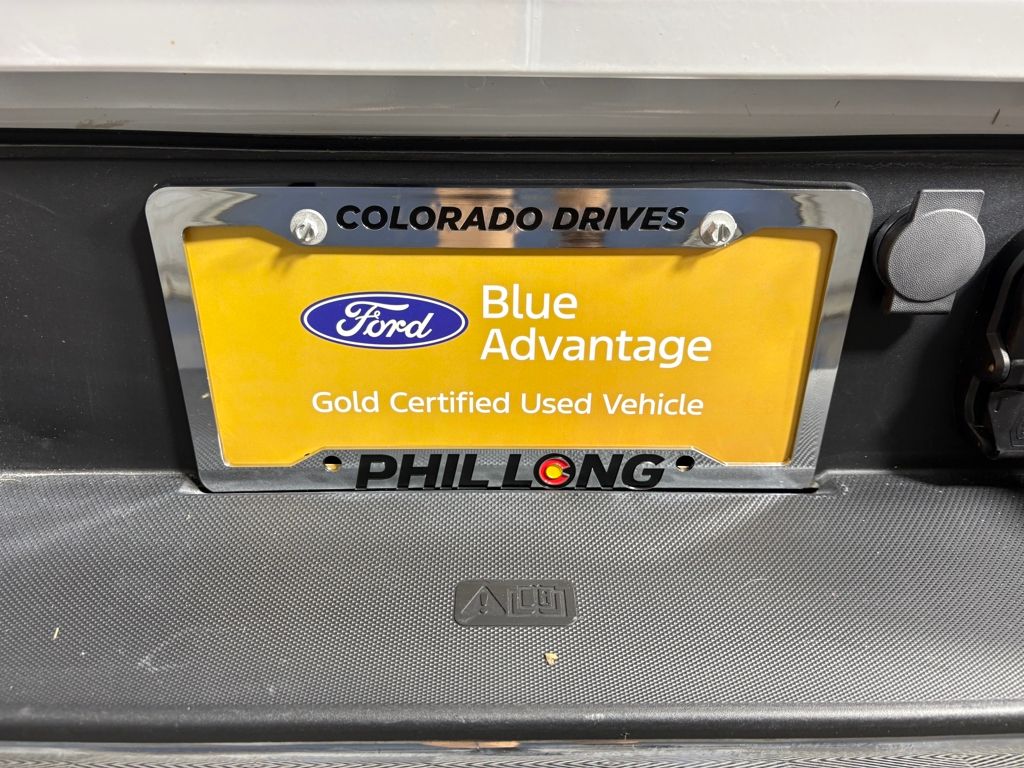 COLORADO DRIVES
Ford
Blue
Advantage
Gold Certified Used Vehicle
PHIL LONG